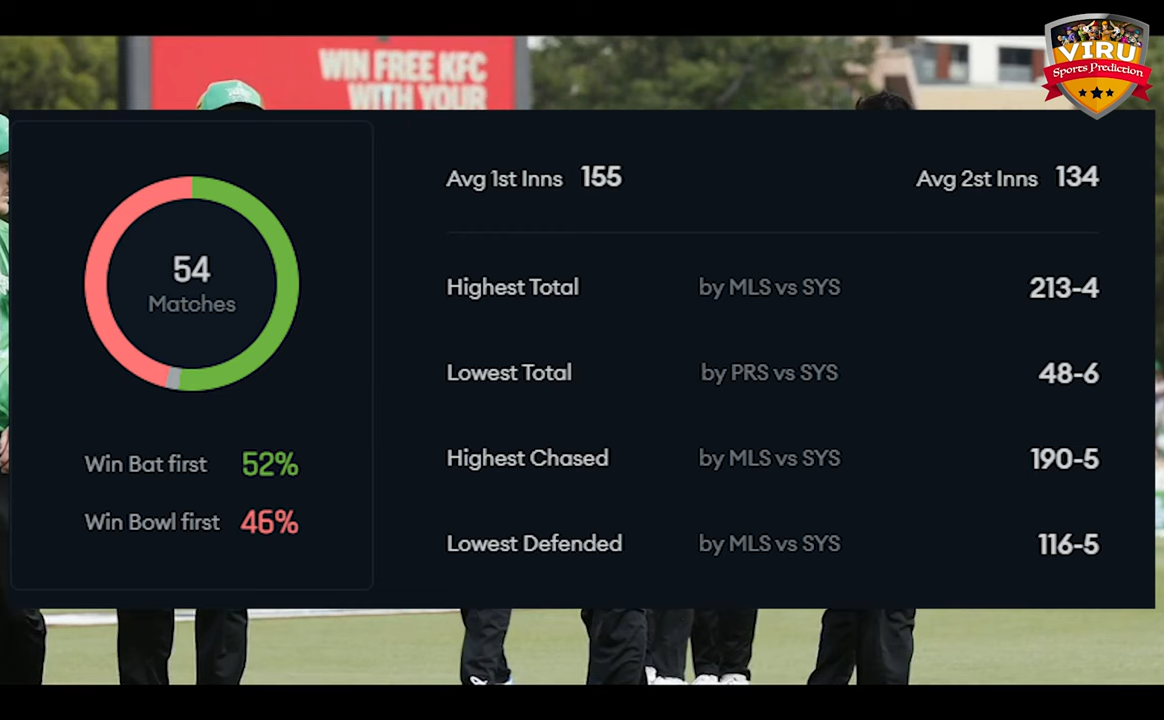 WIN FREE KFC
WITH YOUR
VIRU
Sports Prediction
54
Matches
Win Bat first 52%
Win Bowl first 46%
Avg 1st Inns 155
Avg 2st Inns 134
Highest Total by MLS vs SYS 213-4
Lowest Total by PRS vs SYS 48-6
Highest Chased by MLS vs SYS 190-5
Lowest Defended by MLS vs SYS 116-5